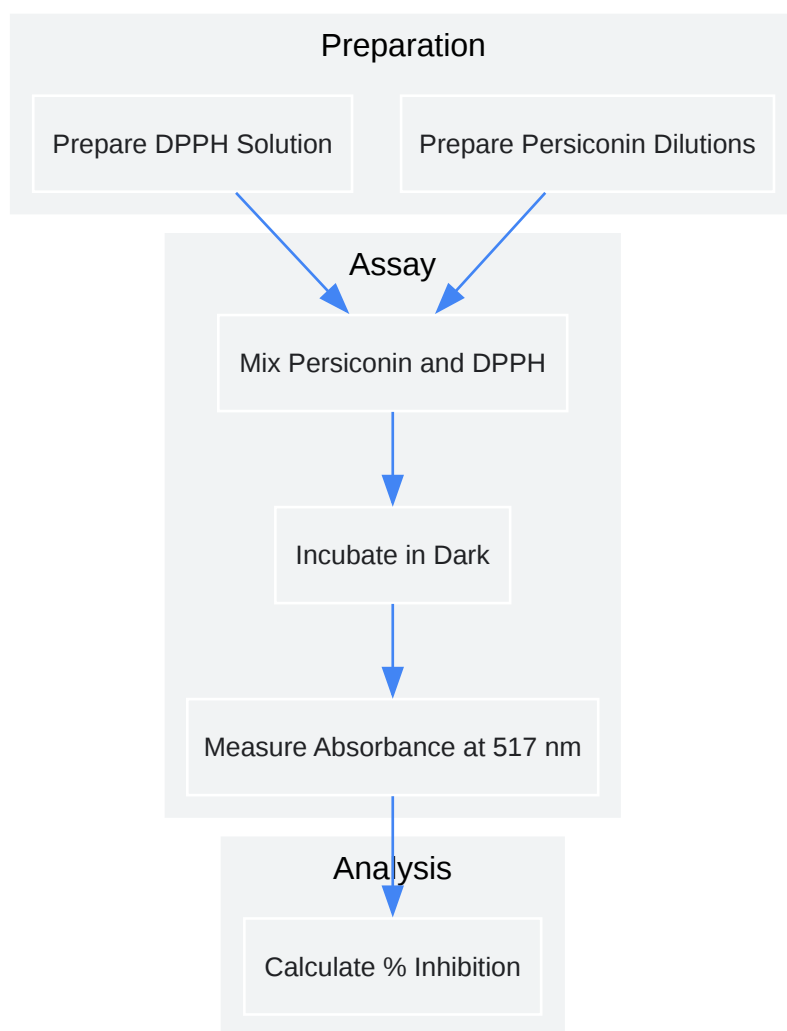 Preparation
Prepare DPPH Solution
Prepare Persiconin Dilutions
Assay
Mix Persiconin and DPPH
Incubate in Dark
Measure Absorbance at 517 nm
Analysis
Calculate % Inhibition